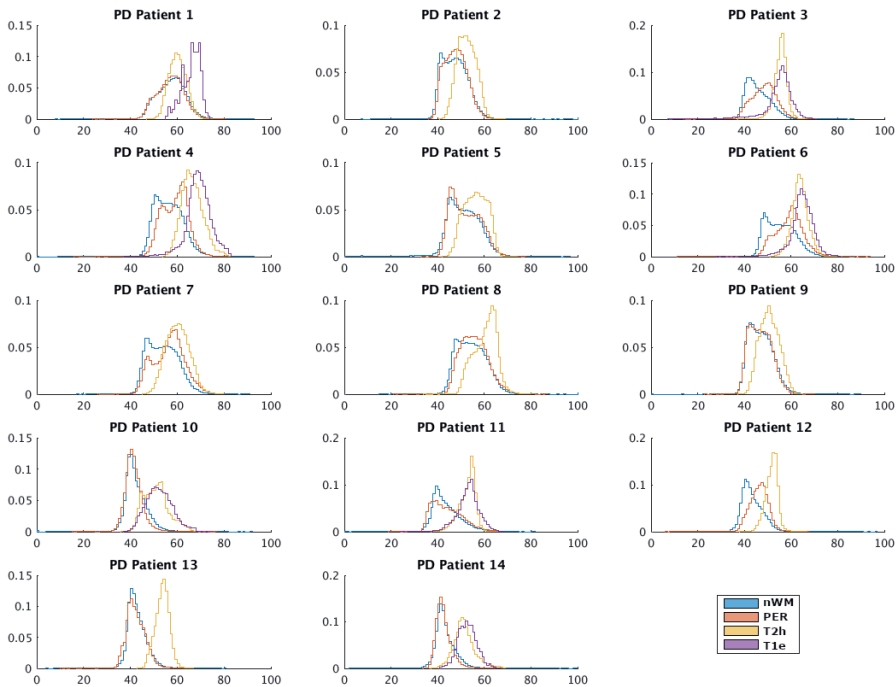 PD Patient 1
0.15
0.1
0.05
0
0 20 40 60 80 100
PD Patient 2
0.1
0.05
0
0 20 40 60 80 100
PD Patient 3
0.2
0.1
0
0 20 40 60 80 100
PD Patient 4
0.1
0.05
0
0 20 40 60 80 100
PD Patient 5
0.1
0.05
0
0 20 40 60 80 100
PD Patient 6
0.15
0.1
0.05
0
0 20 40 60 80 100
PD Patient 7
0.1
0.05
0
0 20 40 60 80 100
PD Patient 8
0.1
0.05
0
0 20 40 60 80 100
PD Patient 9
0.1
0.05
0
0 20 40 60 80 100
PD Patient 10
0.15
0.1
0.05
0
0 20 40 60 80 100
PD Patient 11
0.2
0.1
0
0 20 40 60 80 100
PD Patient 12
0.2
0.1
0
0 20 40 60 80 100
PD Patient 13
0.15
0.1
0.05
0
0 20 40 60 80 100
PD Patient 14
0.2
0.1
0
0 20 40 60 80 100
nWM
PER
T2h
T1e